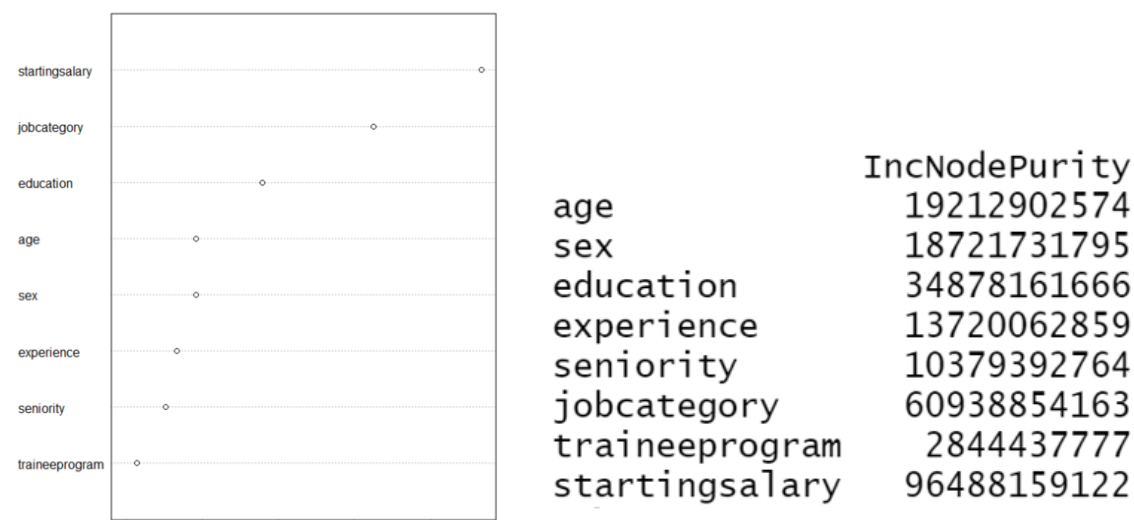 startingsalary
jobcategory
education
age
sex
experience
seniority
traineeprogram
IncNodePurity
age 19212902574
sex 18721731795
education 34878161666
experience 13720062859
seniority 10379392764
jobcategory 60938854163
traineeprogram 2844437777
startingsalary 96488159122